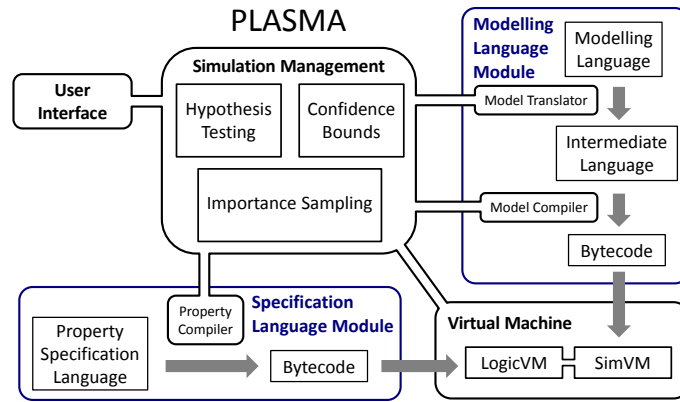 PLASMA
Simulation Management
User
Interface
Hypothesis
Testing
Confidence
Bounds
Importance Sampling
Modelling
Language
Module
Modelling
Language
Model Translator
Intermediate
Language
Model Compiler
Bytecode
Property
Compiler
Specification
Language Module
Property
Specification
Language
Bytecode
Virtual Machine
LogicVM
SimVM